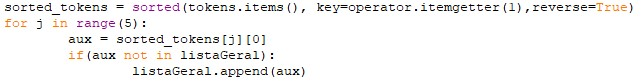 sorted_tokens = sorted(tokens.items(), key=operator.itemgetter(1),reverse=True)
for j in range(5):
        aux = sorted_tokens[j][0]
        if(aux not in listaGeral):
                listaGeral.append(aux)